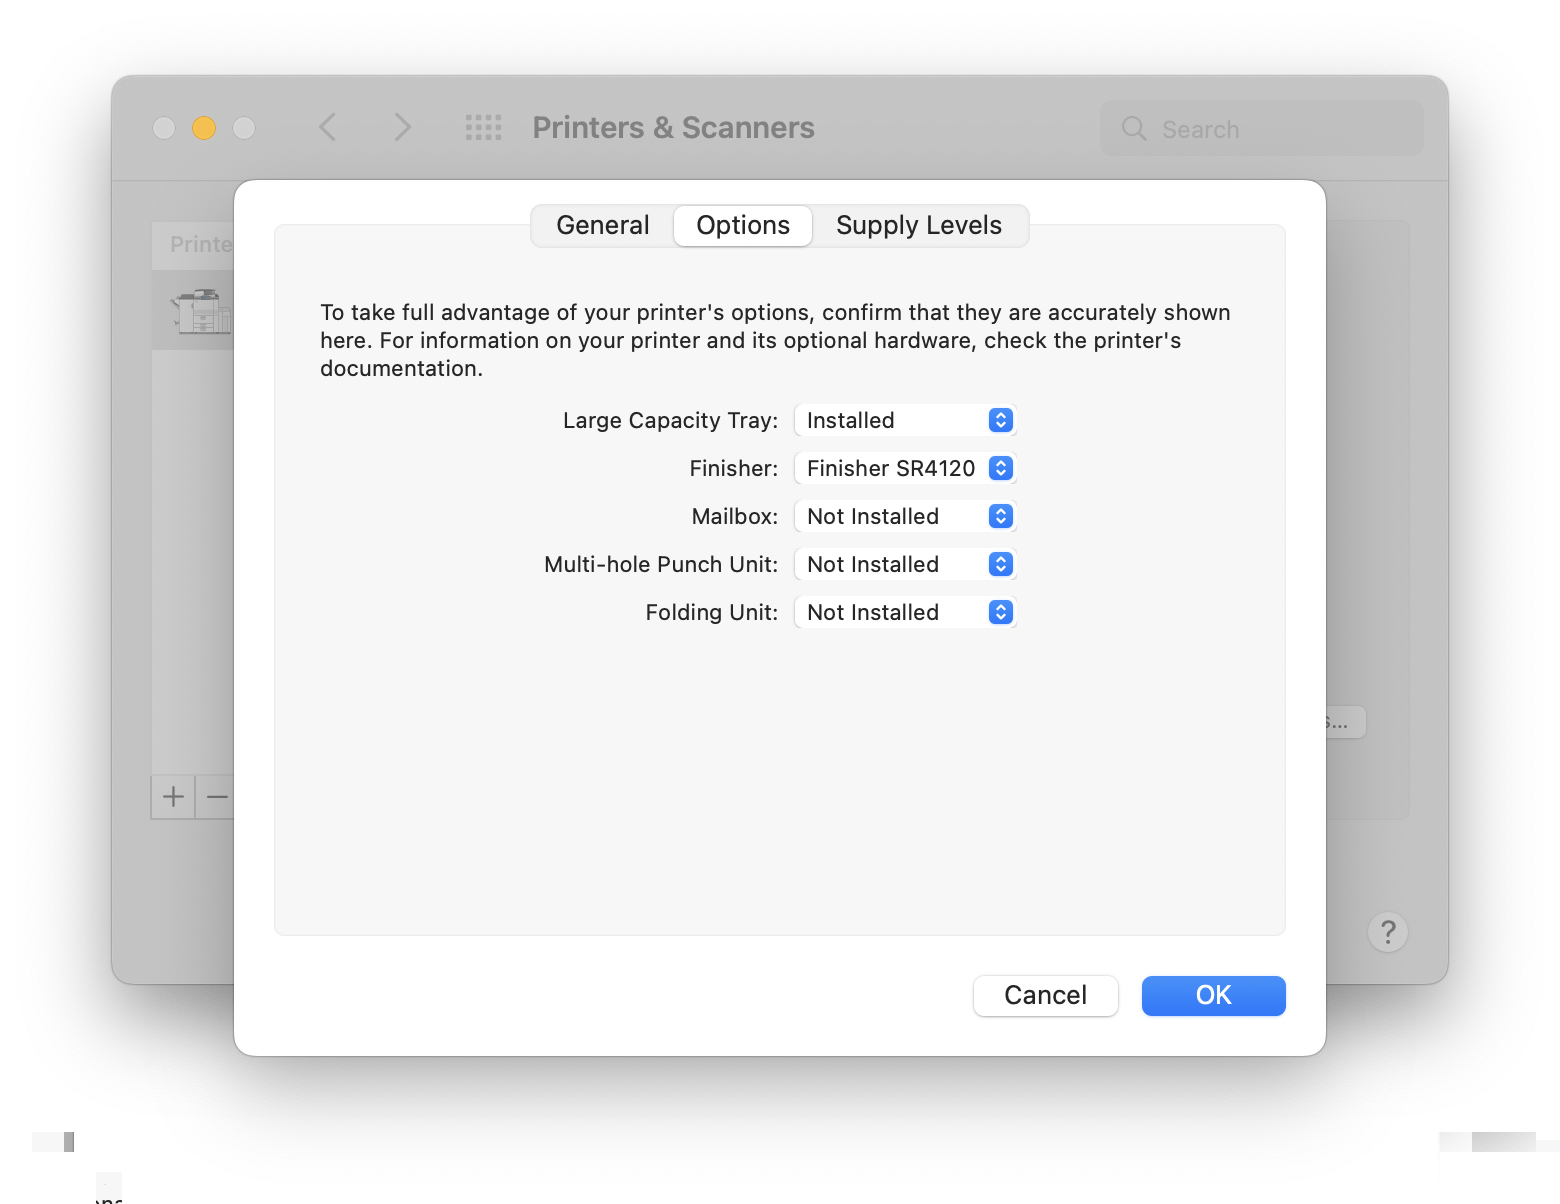 Printers & Scanners
Search
General
Options
Supply Levels
To take full advantage of your printer's options, confirm that they are accurately shown
here. For information on your printer and its optional hardware, check the printer's
documentation.
Large Capacity Tray: Installed
Finisher: Finisher SR4120
Mailbox: Not Installed
Multi-hole Punch Unit: Not Installed
Folding Unit: Not Installed
?
Cancel
OK